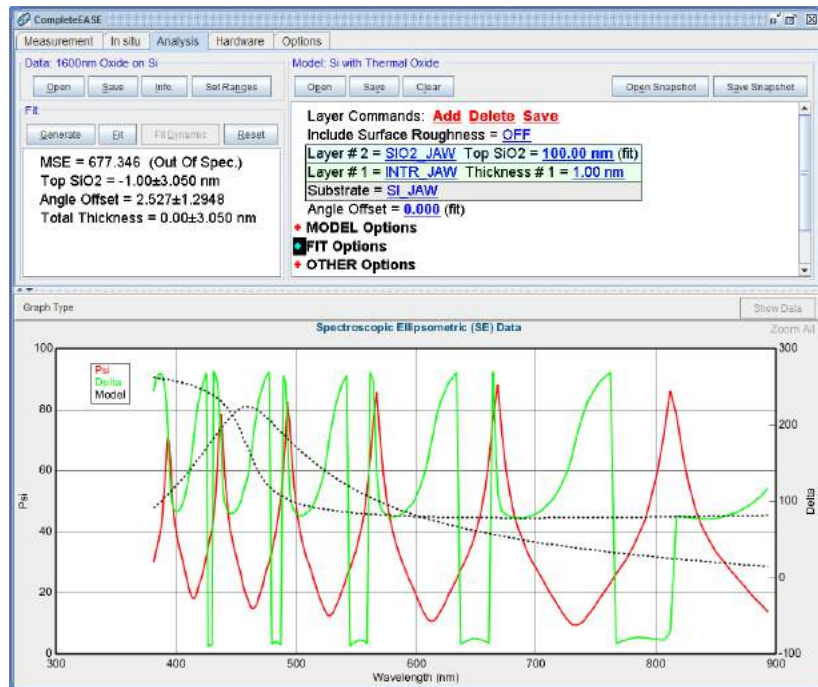 CompleteEASE
Measurement In situ Analysis Hardware Options
Data: 1600nm Oxide on Si
Open Save Info. Set Ranges
Fit
Generate Fit Fit Dynamic Reset
MSE = 677.346 (Out Of Spec.)
Top SiO2 = -1.00±3.050 nm
Angle Offset = 2.527±1.2948
Total Thickness = 0.00±3.050 nm
Model: Si with Thermal Oxide
Open Save Clear Open Snapshot Save Snapshot
Layer Commands: Add Delete Save
Include Surface Roughness = OFF
Layer # 2 = SIO2_JAW Top SiO2 = 100.00 nm (fit)
Layer # 1 = INTR_JAW Thickness # 1 = 1.00 nm
Substrate = SI_JAW
Angle Offset = 0.000 (fit)
+ MODEL Options
+ FIT Options
+ OTHER Options
Graph Type Show Data
Spectroscopic Ellipsometric (SE) Data Zoom All
100 300
Psi
Delta
Model
80
200
60
Psi
100
Delta
40
0
20
0 -100
300 400 500 600 700 800 900
Wavelength (nm)